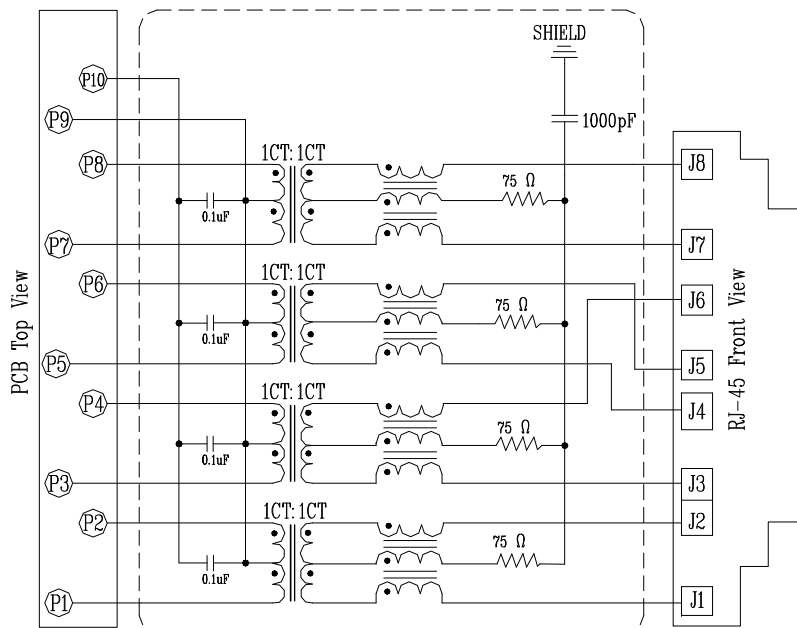 SHIELD
P10
1000pF
P9
1CT:1CT
P8
75 Ω
J8
0.1uF
P7
J7
1CT:1CT
P6
75 Ω
J6
0.1uF
PCB Top View
RJ-45 Front View
P5
J5
1CT:1CT
P4
J4
75 Ω
0.1uF
P3
J3
1CT:1CT
P2
J2
75 Ω
0.1uF
P1
J1